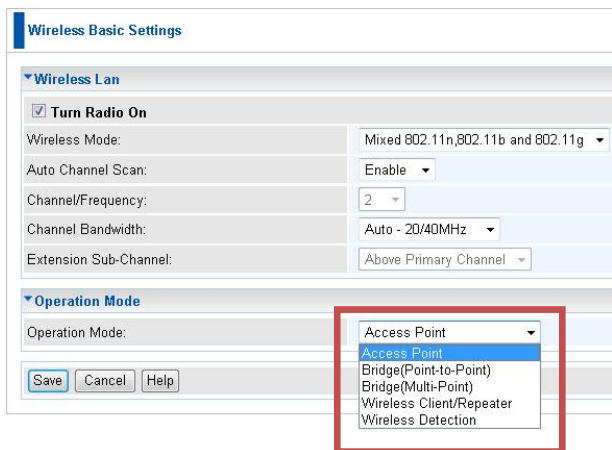 Wireless Basic Settings
Wireless Lan
Turn Radio On
Wireless Mode: Mixed 802.11n,802.11b and 802.11g
Auto Channel Scan: Enable
Channel/Frequency: 2
Channel Bandwidth: Auto - 20/40MHz
Extension Sub-Channel: Above Primary Channel
Operation Mode
Operation Mode: Access Point
Access Point
Bridge(Point-to-Point)
Bridge(Multi-Point)
Wireless Client/Repeater
Wireless Detection
Save Cancel Help